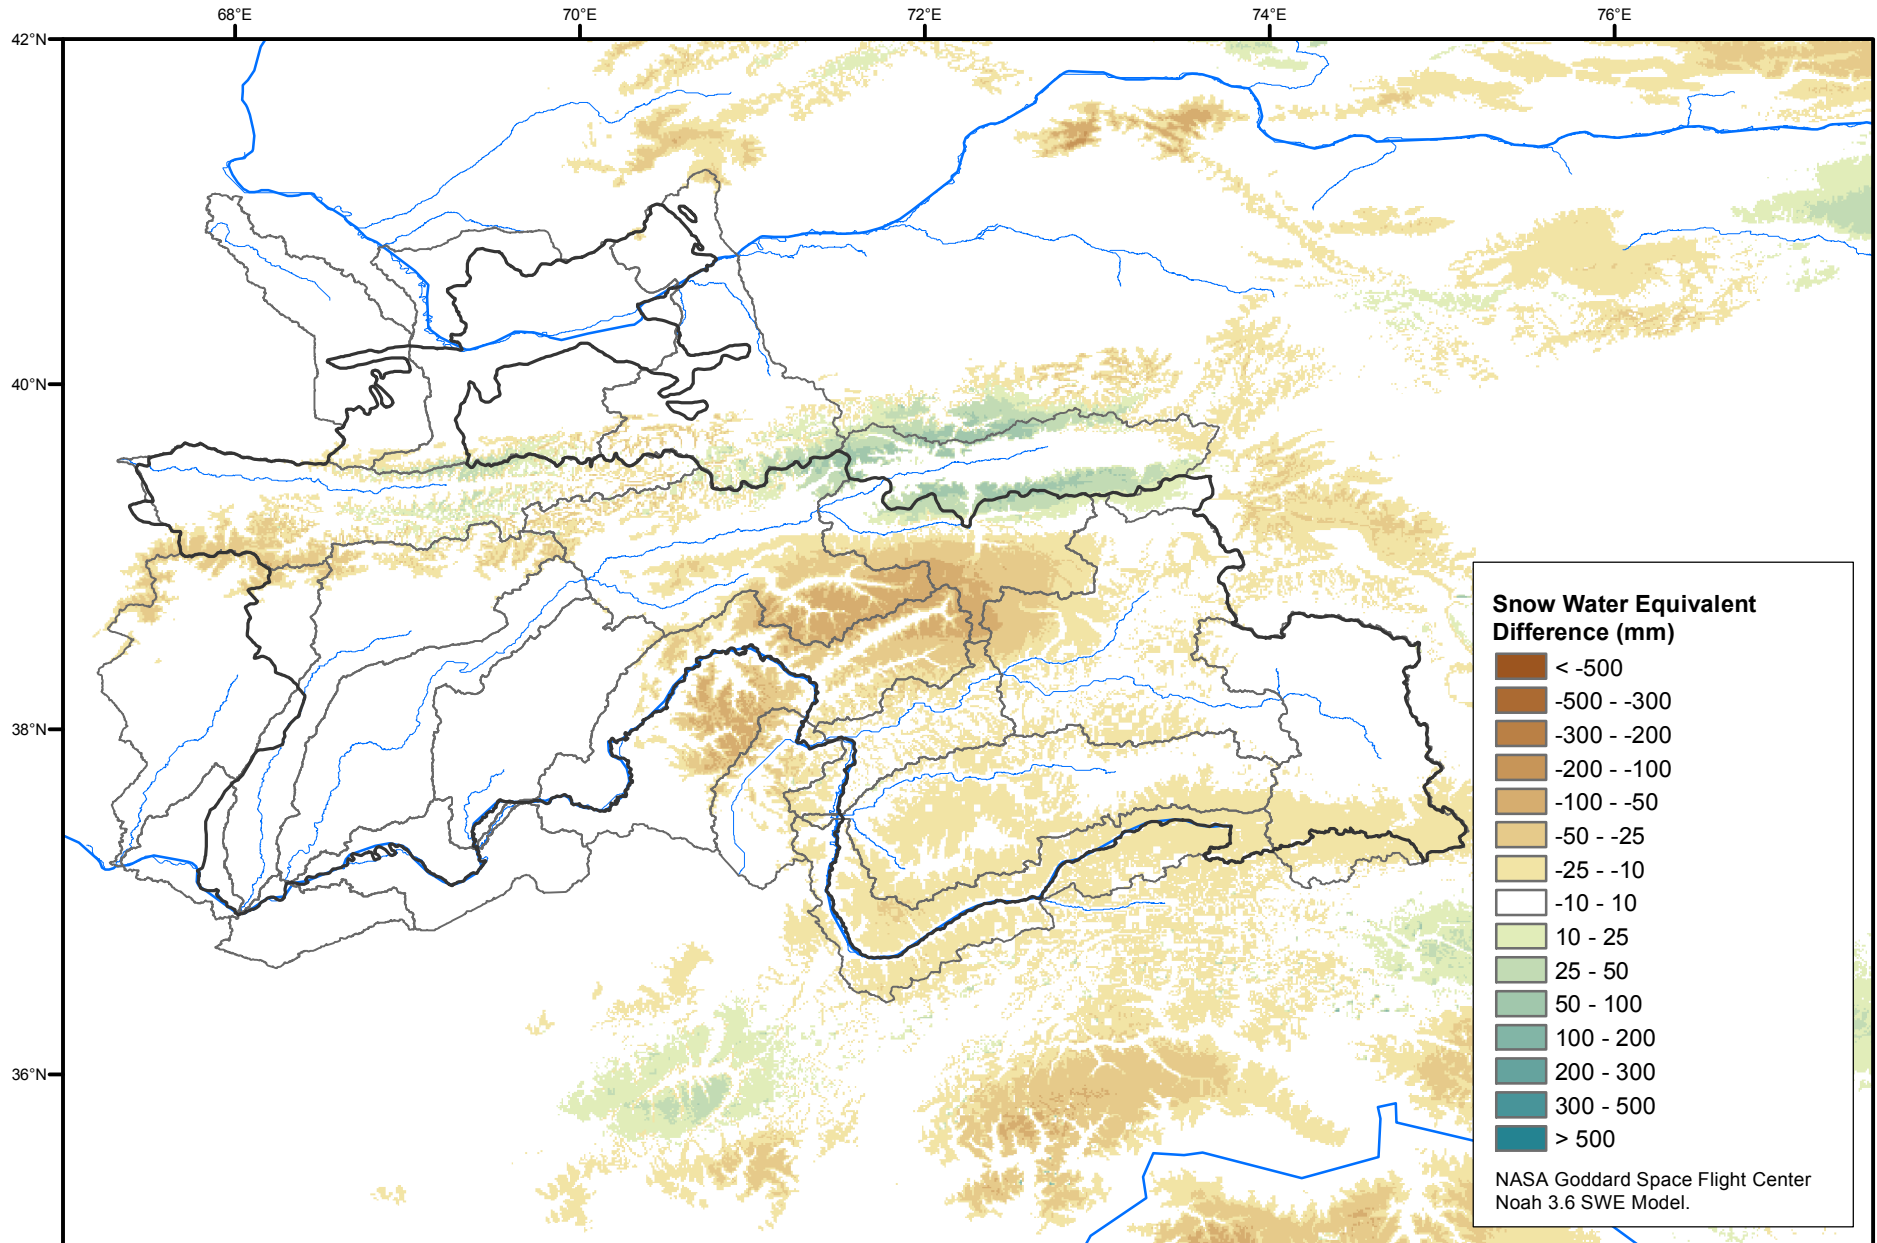 68°E
70°E
72°E
74°E
76°E
42°N
40°N
38°N
36°N
Snow Water Equivalent
Difference (mm)
< -500
-500 - -300
-300 - -200
-200 - -100
-100 - -50
-50 - -25
-25 - -10
-10 - 10
10 - 25
25 - 50
50 - 100
100 - 200
200 - 300
300 - 500
> 500
NASA Goddard Space Flight Center
Noah 3.6 SWE Model.